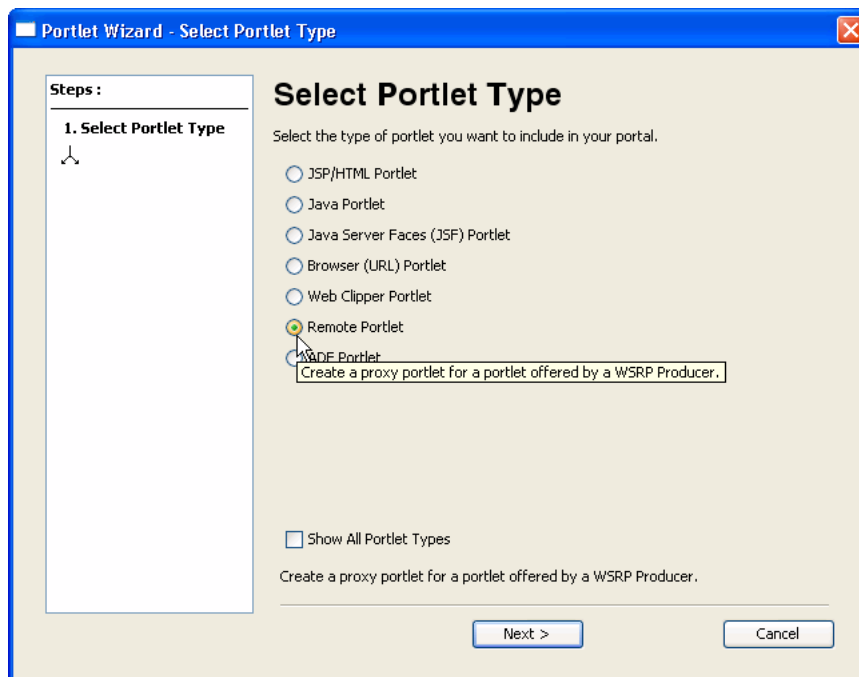 Portlet Wizard - Select Portlet Type
Steps :
1. Select Portlet Type
Select Portlet Type
Select the type of portlet you want to include in your portal.
JSP/HTML Portlet
Java Portlet
Java Server Faces (JSF) Portlet
Browser (URL) Portlet
Web Clipper Portlet
Remote Portlet
ADF Portlet
Create a proxy portlet for a portlet offered by a WSRP Producer.
Show All Portlet Types
Create a proxy portlet for a portlet offered by a WSRP Producer.
Next >
Cancel